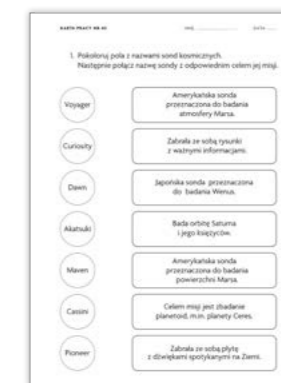 KARTA PRACY NR 40 IMIĘ DATA
1. Pokoloruj pola z nazwami sond kosmicznych.
Następnie połącz nazwę sondy z odpowiednim celem jej misji.
Voyager
Amerykańska sonda
przeznaczona do badania
atmosfery Marsa.
Curiosity
Zabrała ze sobą rysunki
z ważnymi informacjami.
Dawn
Japońska sonda przeznaczona
do badania Wenus.
Akatsuki
Bada orbitę Saturna
i jego księżyców.
Maven
Amerykańska sonda
przeznaczona do badania
powierzchni Marsa.
Cassini
Celem misji jest zbadanie
planetoid, m.in. planety Ceres.
Pioneer
Zabrała ze sobą płytę
z dźwiękami spotykanymi na Ziemi.